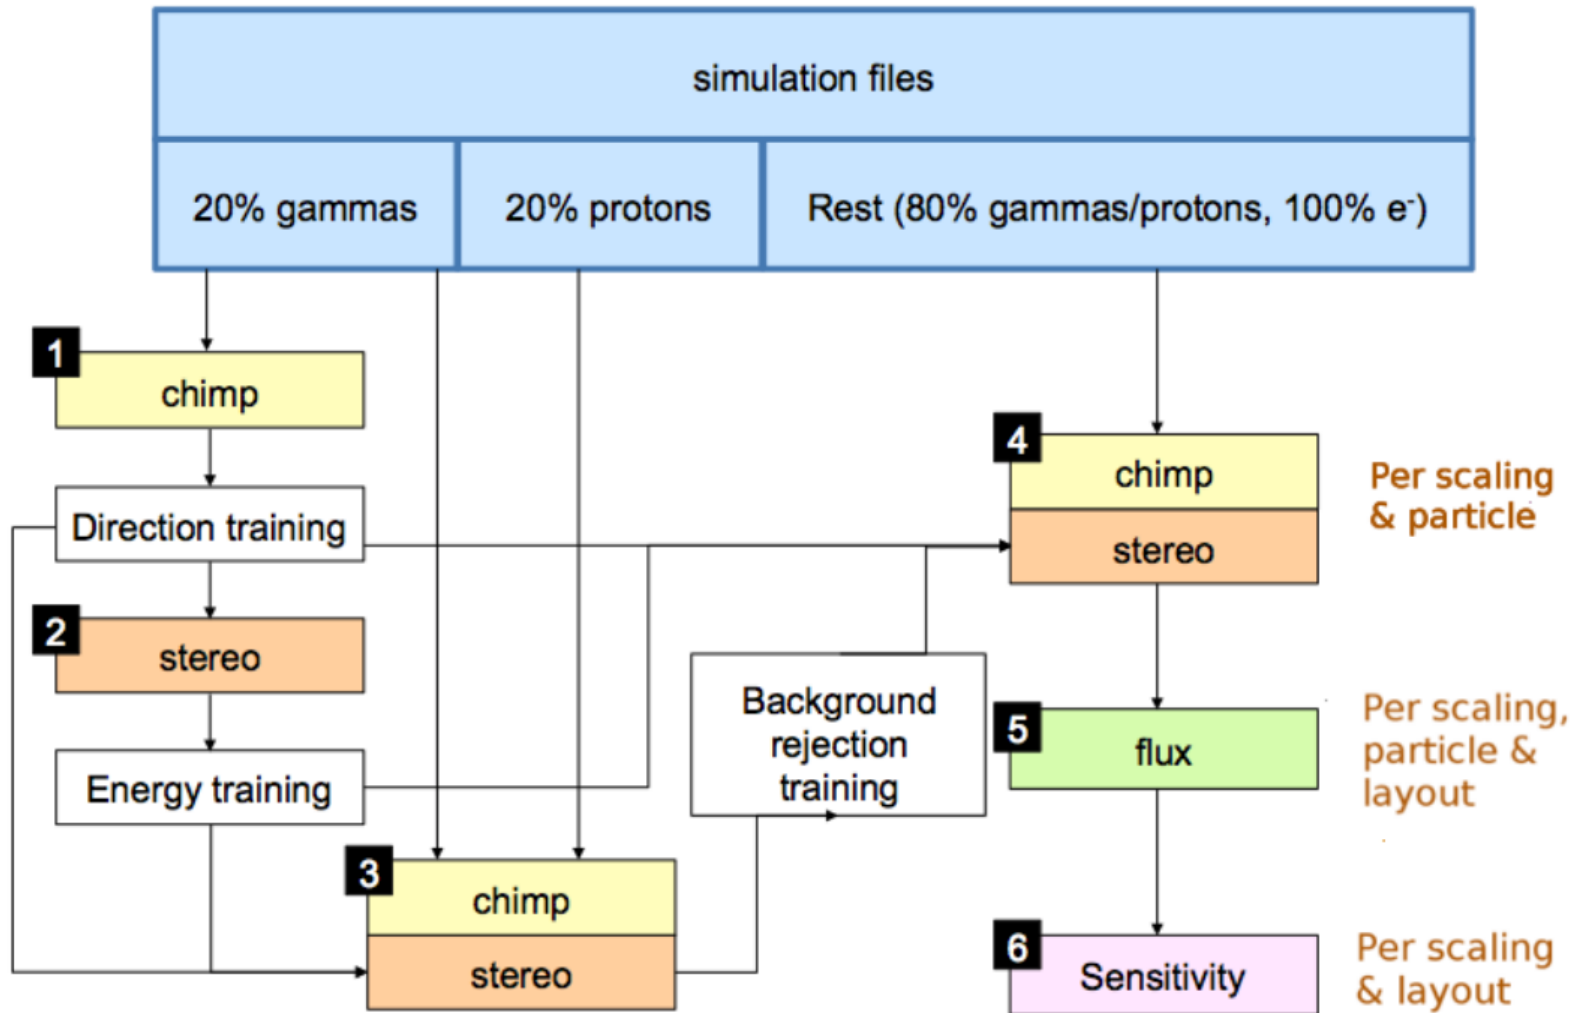 simulation files
20% gammas
20% protons
Rest (80% gammas/protons, 100% e⁻)
1
chimp
Direction training
2
stereo
Energy training
3
chimp
stereo
Background
rejection
training
4
chimp
stereo
Per scaling
& particle
5
flux
Per scaling,
particle &
layout
6
Sensitivity
Per scaling
& layout